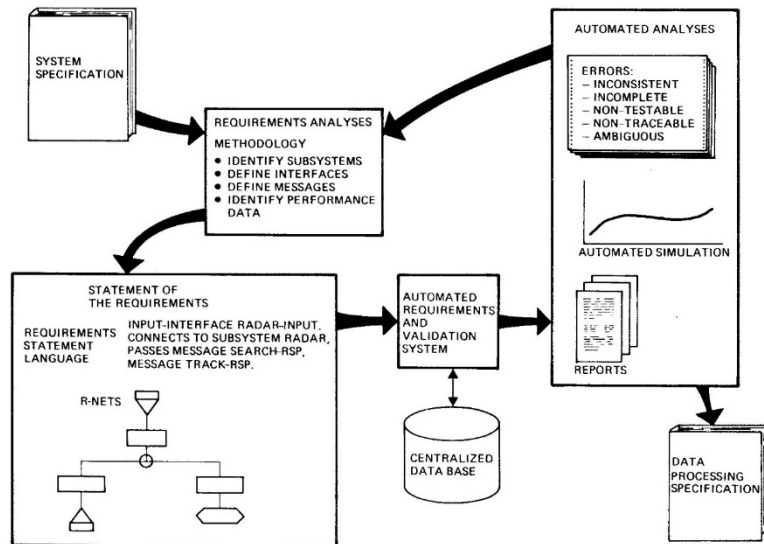 SYSTEM
SPECIFICATION
REQUIREMENTS ANALYSES
METHODOLOGY
● IDENTIFY SUBSYSTEMS
● DEFINE INTERFACES
● DEFINE MESSAGES
● IDENTIFY PERFORMANCE
DATA
AUTOMATED ANALYSES
ERRORS:
– INCONSISTENT
– INCOMPLETE
– NON-TESTABLE
– NON-TRACEABLE
– AMBIGUOUS
AUTOMATED SIMULATION
REPORTS
STATEMENT OF
THE REQUIREMENTS
REQUIREMENTS
STATEMENT
LANGUAGE
INPUT-INTERFACE RADAR-INPUT,
CONNECTS TO SUBSYSTEM RADAR,
PASSES MESSAGE SEARCH-RSP,
MESSAGE TRACK-RSP.
R-NETS
AUTOMATED
REQUIREMENTS
AND
VALIDATION
SYSTEM
CENTRALIZED
DATA BASE
DATA
PROCESSING
SPECIFICATION